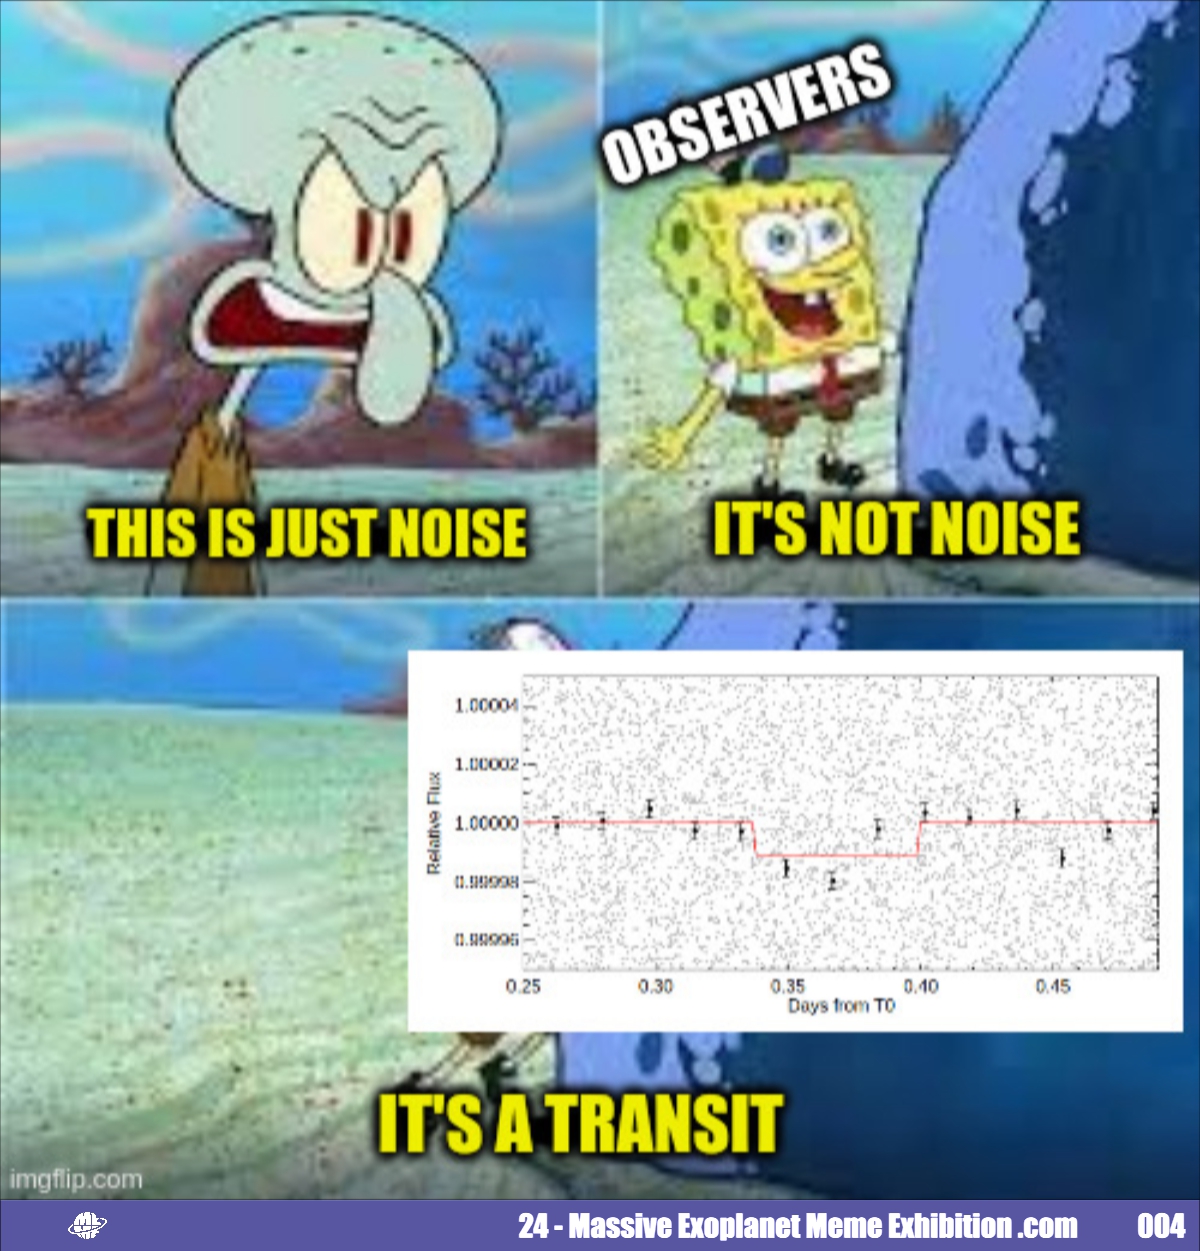 OBSERVERS
THIS IS JUST NOISE
IT'S NOT NOISE
1.00004
1.00002
1.00000
0.99998
0.99996
Relative Flux
0.25 0.30 0.35 0.40 0.45
Days from T0
IT'S A TRANSIT
imgflip.com
24 - Massive Exoplanet Meme Exhibition .com 004